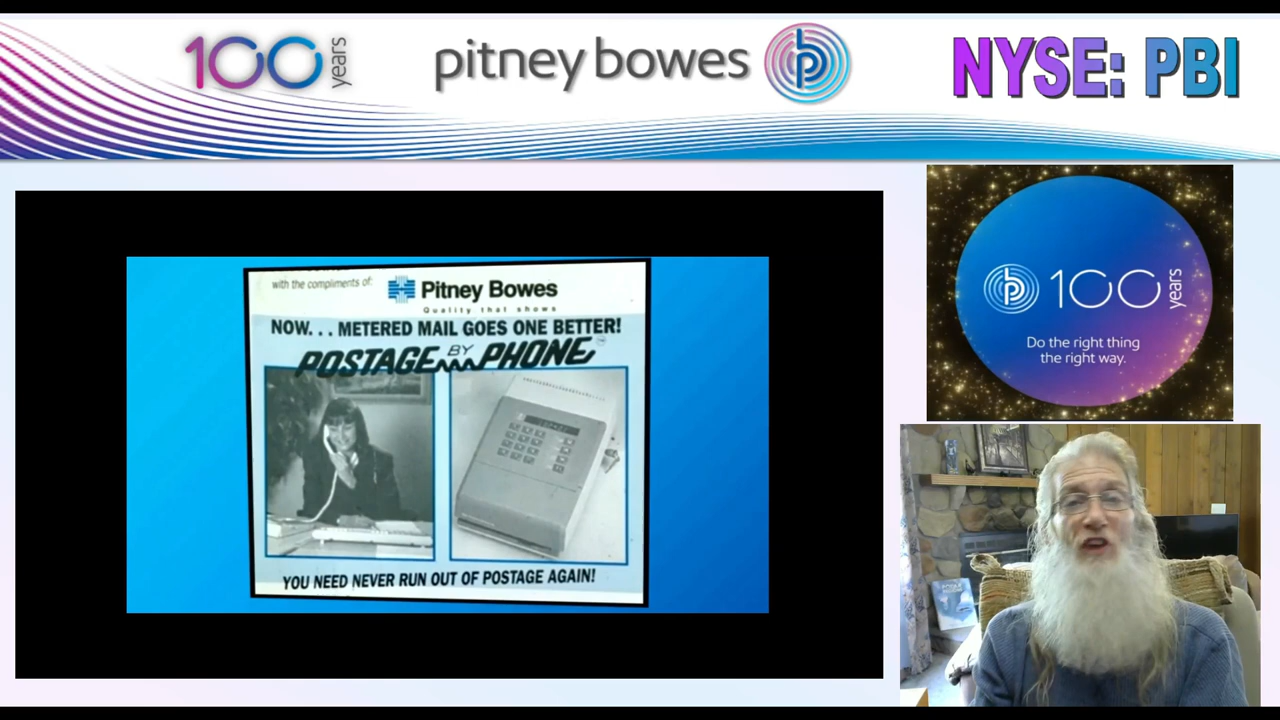 100 years
pitney bowes
NYSE: PBI
with the compliments of:
Pitney Bowes
Quality that shows
NOW. . . METERED MAIL GOES ONE BETTER!
POSTAGE BY PHONE™
YOU NEED NEVER RUN OUT OF POSTAGE AGAIN!
100 years
Do the right thing
the right way.